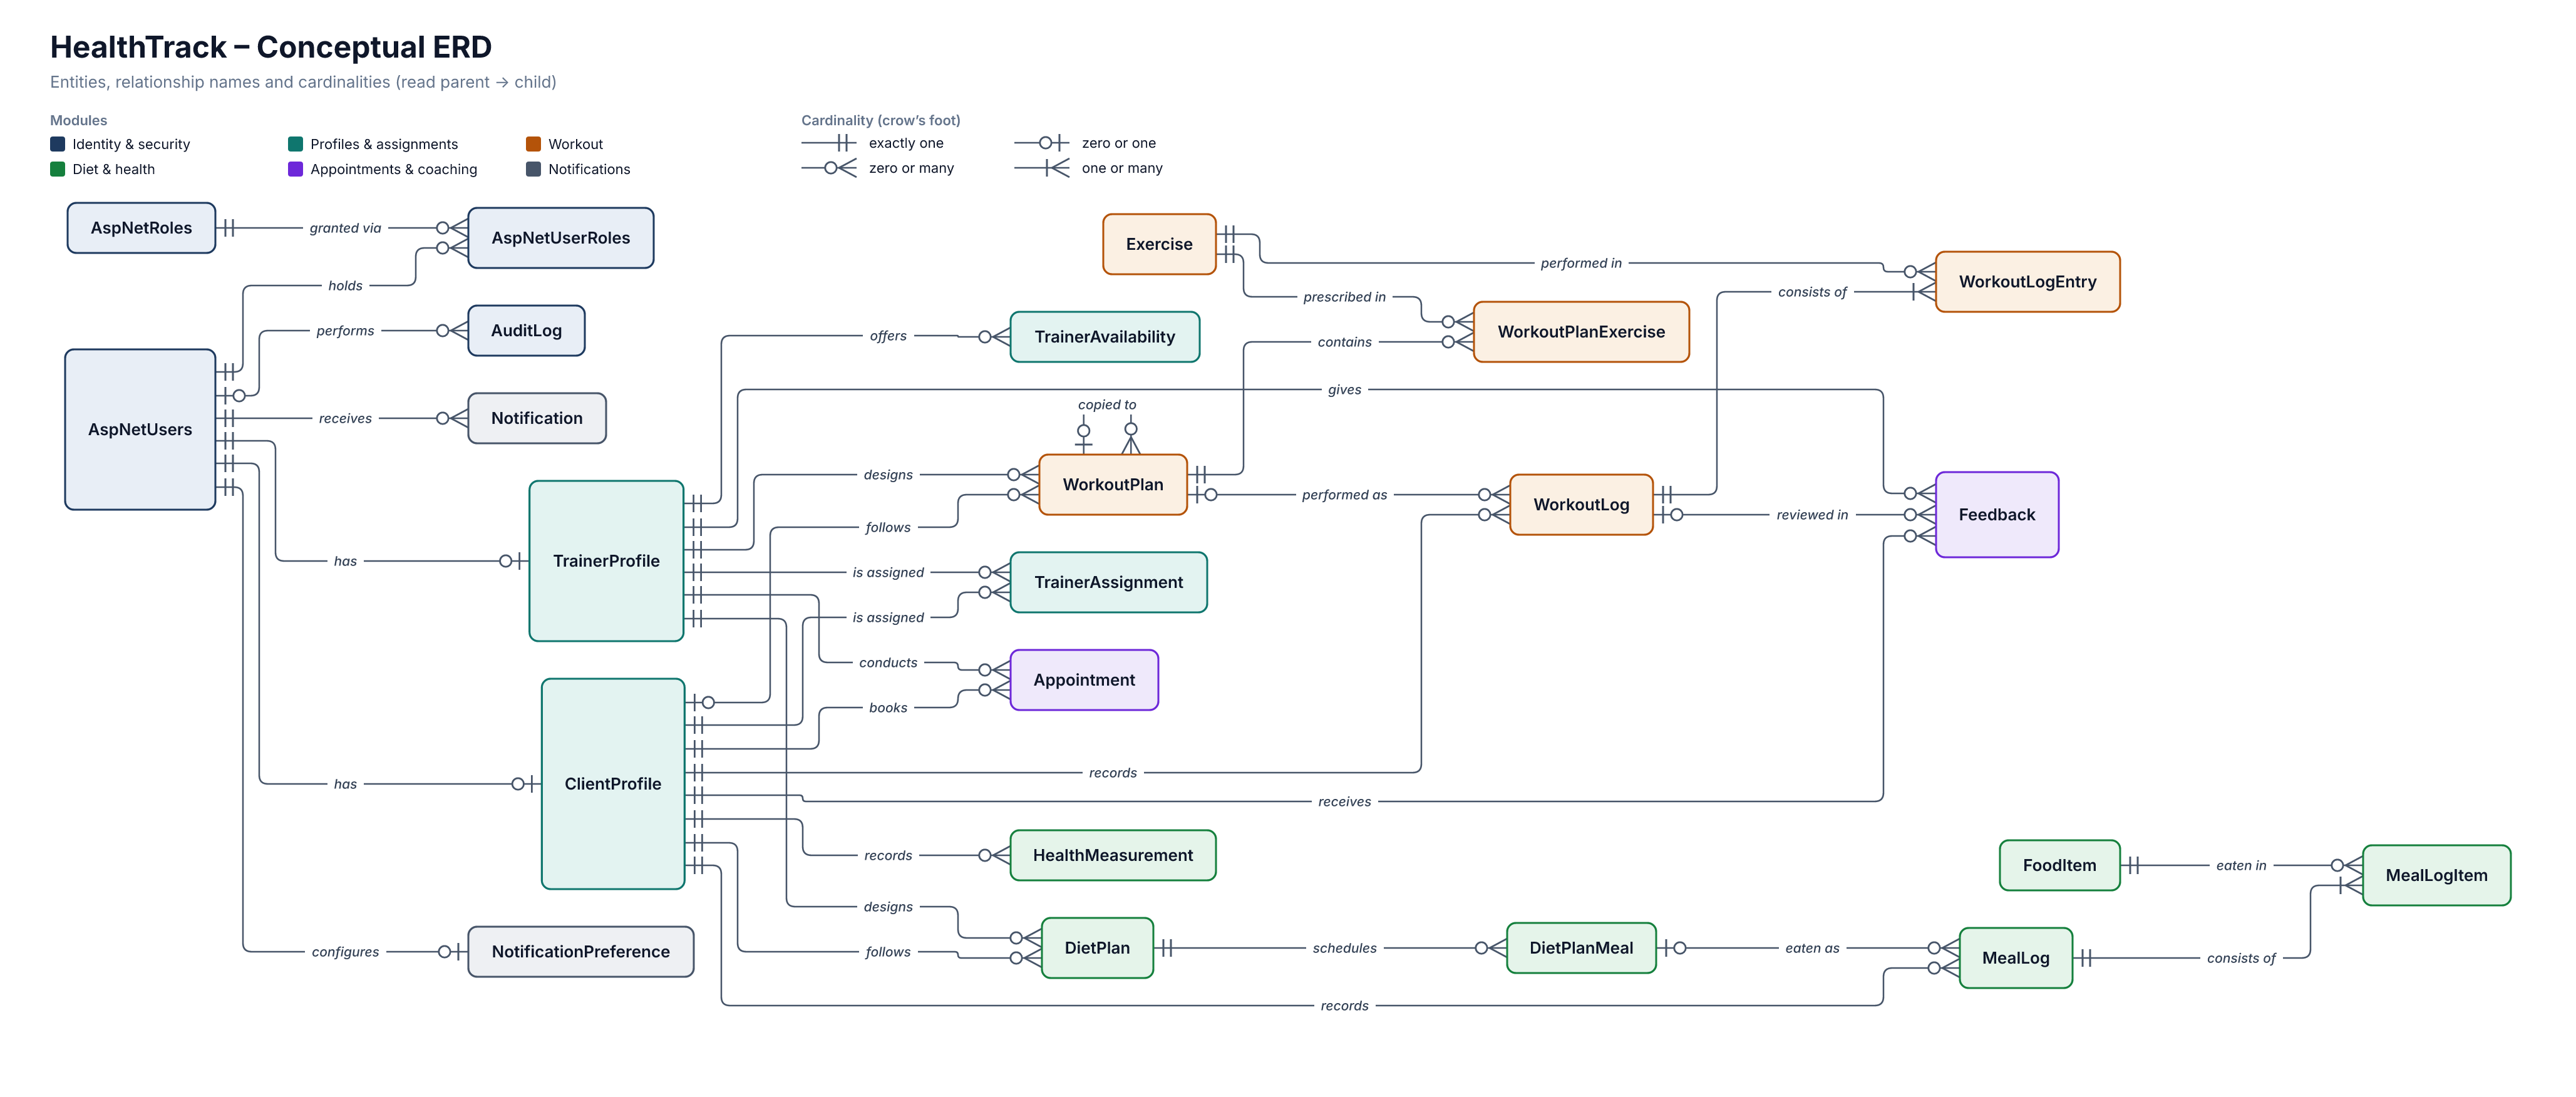 HealthTrack – Conceptual ERD
Entities, relationship names and cardinalities (read parent → child)
Modules
Identity & security
Profiles & assignments
Workout
Diet & health
Appointments & coaching
Notifications
Cardinality (crow’s foot)
exactly one
zero or one
zero or many
one or many
AspNetRoles
granted via
AspNetUserRoles
holds
performs
AuditLog
AspNetUsers
receives
Notification
has
has
configures
NotificationPreference
TrainerProfile
ClientProfile
offers
TrainerAvailability
gives
copied to
designs
WorkoutPlan
follows
is assigned
TrainerAssignment
is assigned
conducts
Appointment
books
records
receives
records
HealthMeasurement
designs
DietPlan
follows
records
Exercise
performed in
prescribed in
contains
WorkoutPlanExercise
consists of
WorkoutLogEntry
performed as
WorkoutLog
reviewed in
Feedback
schedules
DietPlanMeal
eaten as
MealLog
consists of
FoodItem
eaten in
MealLogItem